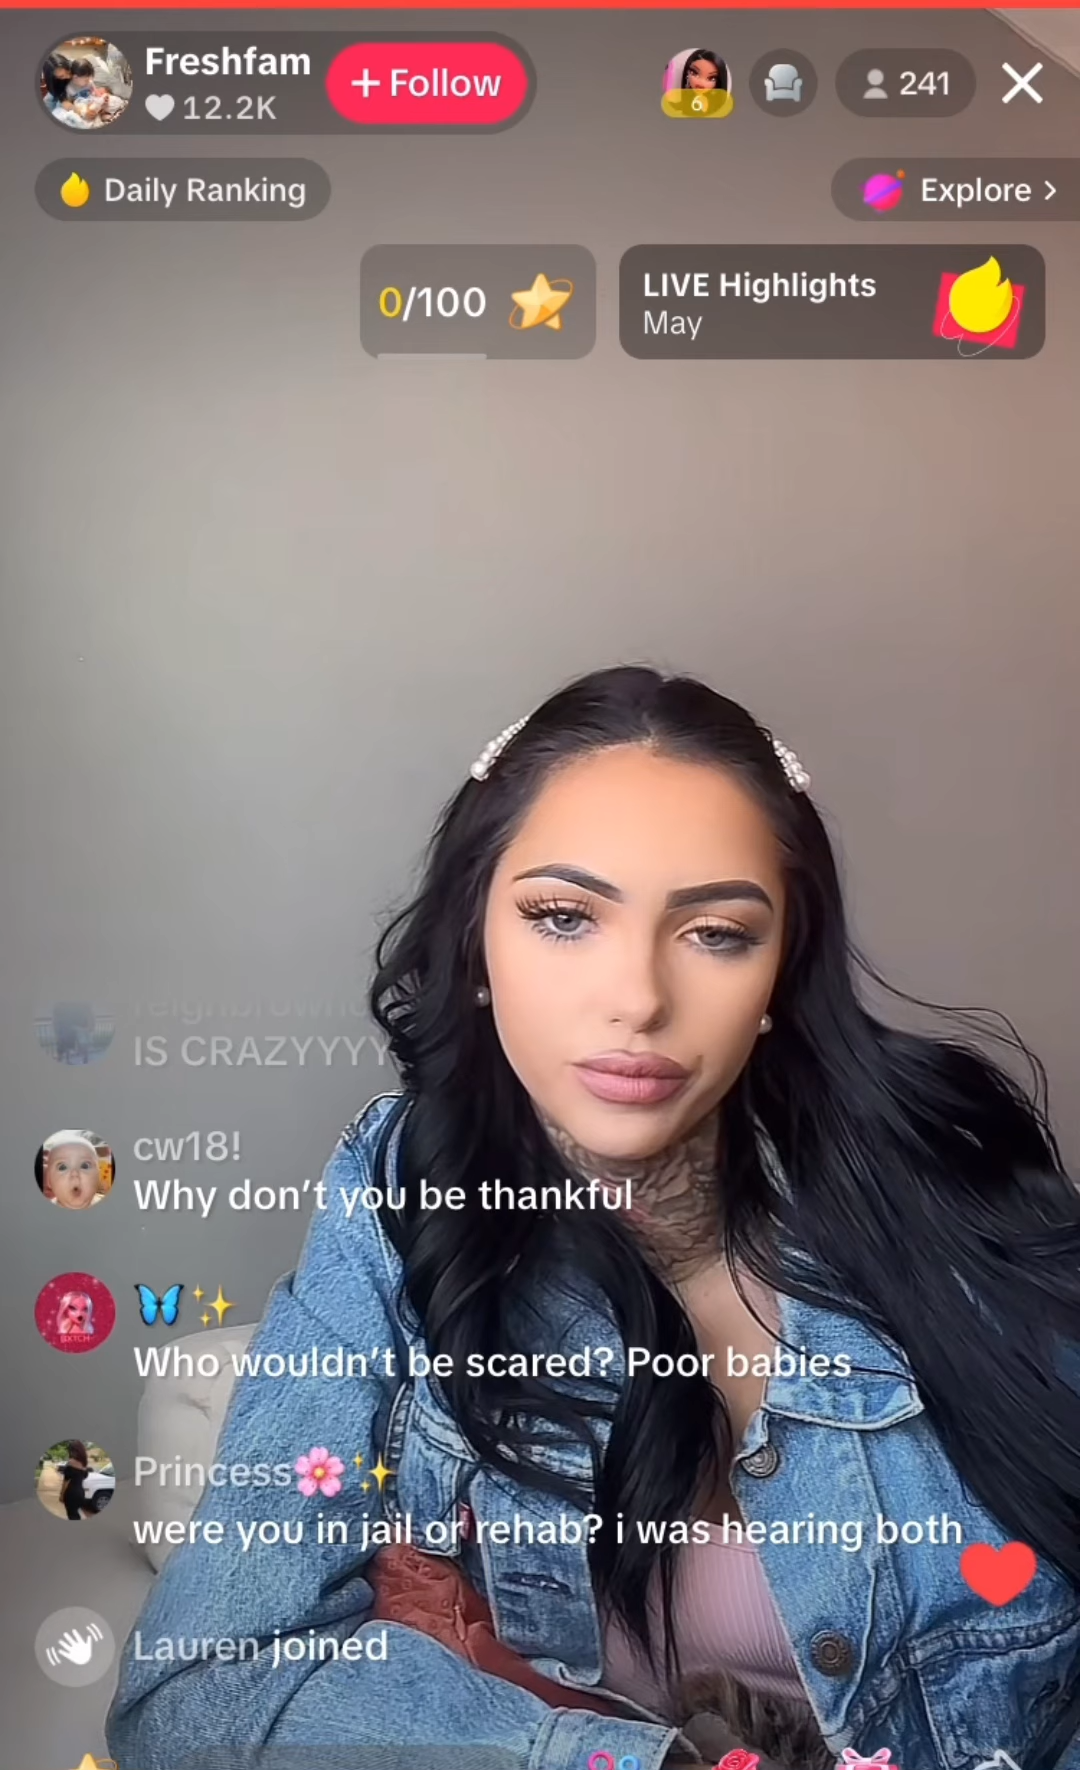 Freshfam
12.2K
+ Follow
6
241
Daily Ranking
Explore >
0/100
LIVE Highlights
May
IS CRAZYYYY
cw18!
Why don't you be thankful
🦋✨
Who wouldn't be scared? Poor babies
Princess🌸✨
were you in jail or rehab? i was hearing both
Lauren joined